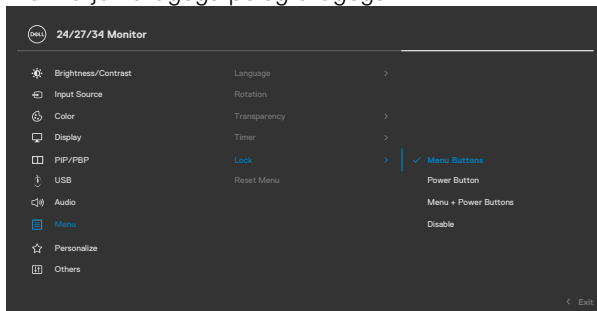 DELL 24/27/34 Monitor
Brightness/Contrast Language
Input Source Rotation
Color Transparency
Display Timer
PIP/PBP Lock ✓ Menu Buttons
USB Reset Menu Power Button
Audio Menu + Power Buttons
Menu Disable
Personalize
Others
Exit